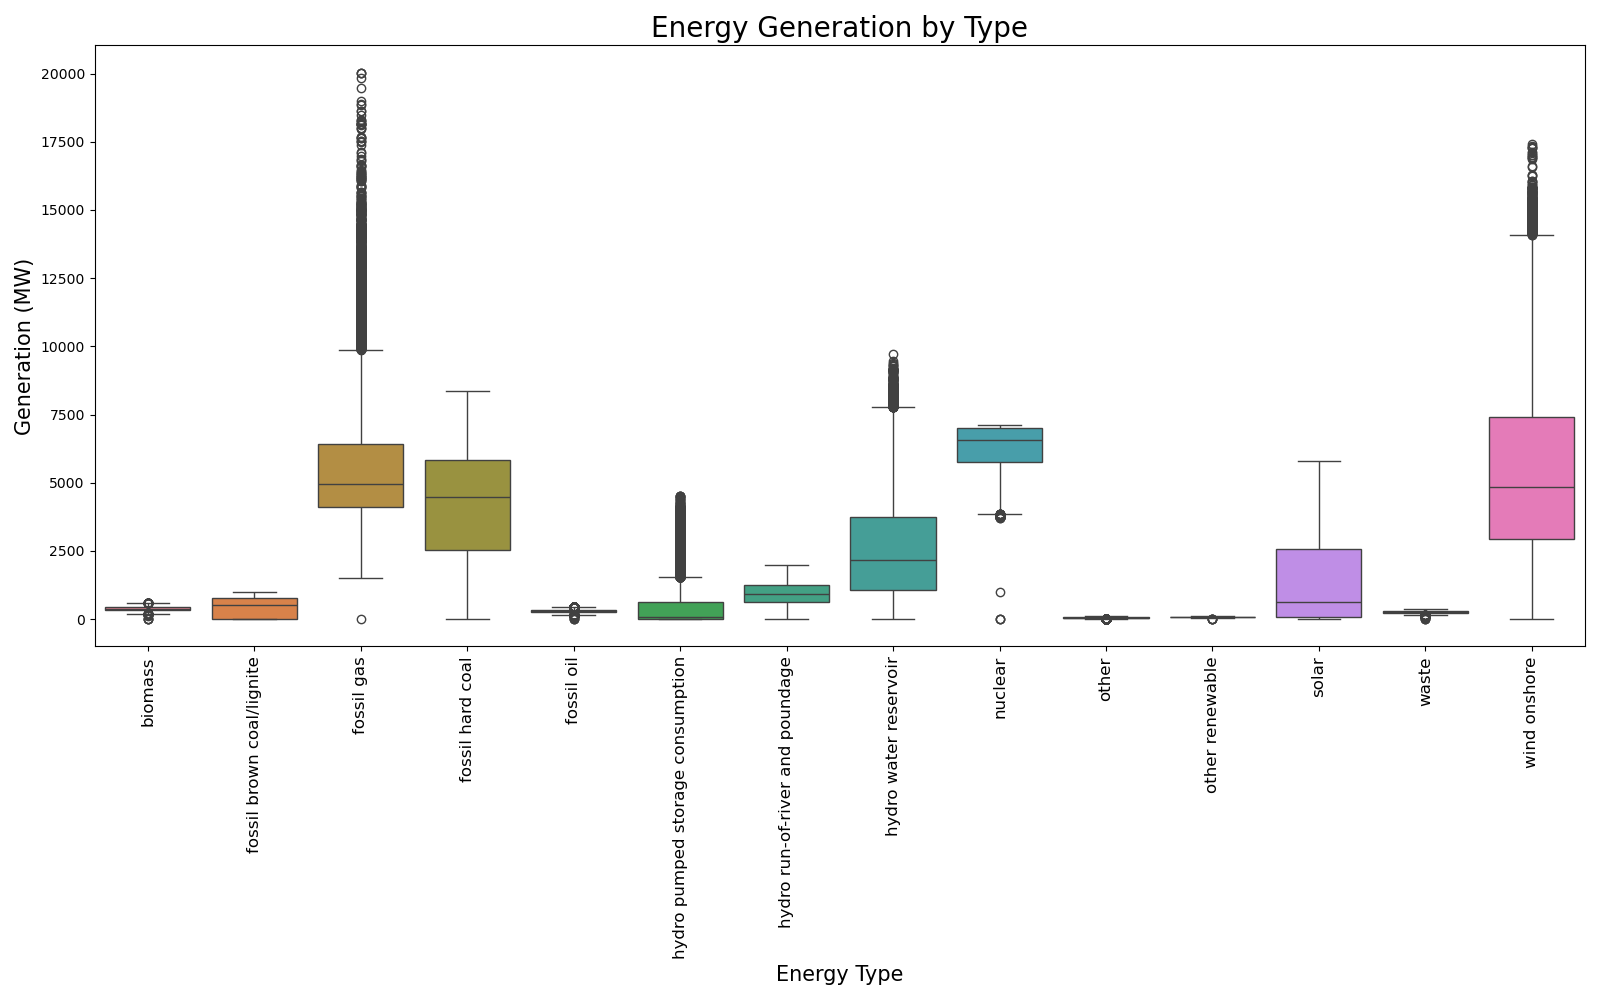 Energy Generation by Type
Generation (MW)
20000
17500
15000
12500
10000
7500
5000
2500
0
biomass
fossil brown coal/lignite
fossil gas
fossil hard coal
fossil oil
hydro pumped storage consumption
hydro run-of-river and poundage
hydro water reservoir
nuclear
other
other renewable
solar
waste
wind onshore
Energy Type